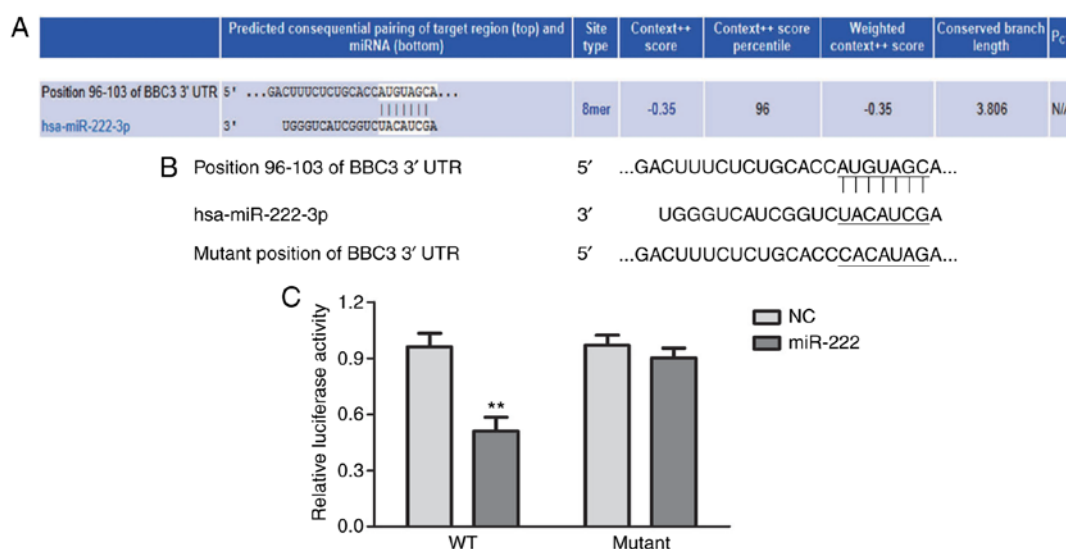 A
Predicted consequential pairing of target region (top) and miRNA (bottom)
Site type
Context++ score
Context++ score percentile
Weighted context++ score
Conserved branch length
Position 96-103 of BBC3 3' UTR 5' ...GACUUUCUCUGCACCAUGUAGCA...
hsa-miR-222-3p 3' UGGGUCAUCGGUCUACAUCGA
8mer -0.35 96 -0.35 3.806
B Position 96-103 of BBC3 3′ UTR 5′ ...GACUUUCUCUGCACCAUGUAGCA...
hsa-miR-222-3p 3′ UGGGUCAUCGGUCUACAUCGA
Mutant position of BBC3 3′ UTR 5′ ...GACUUUCUCUGCACCCACAUAGA...
C
Relative luciferase activity
1.2
0.9
0.6
0.3
0.0
**
NC
miR-222
WT Mutant